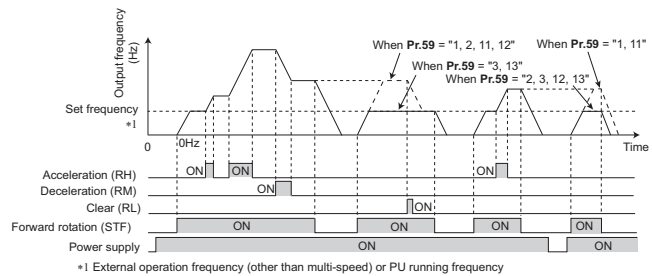 Output frequency
(Hz)
When Pr.59 = "1, 2, 11, 12"
When Pr.59 = "1, 11"
When Pr.59 = "3, 13"
When Pr.59 = "2, 3, 12, 13"
Set frequency
*1
0
0Hz
Time
Acceleration (RH)
ON
ON
ON
Deceleration (RM)
ON
Clear (RL)
ON
Forward rotation (STF)
ON
ON
ON
ON
Power supply
ON
ON
*1 External operation frequency (other than multi-speed) or PU running frequency